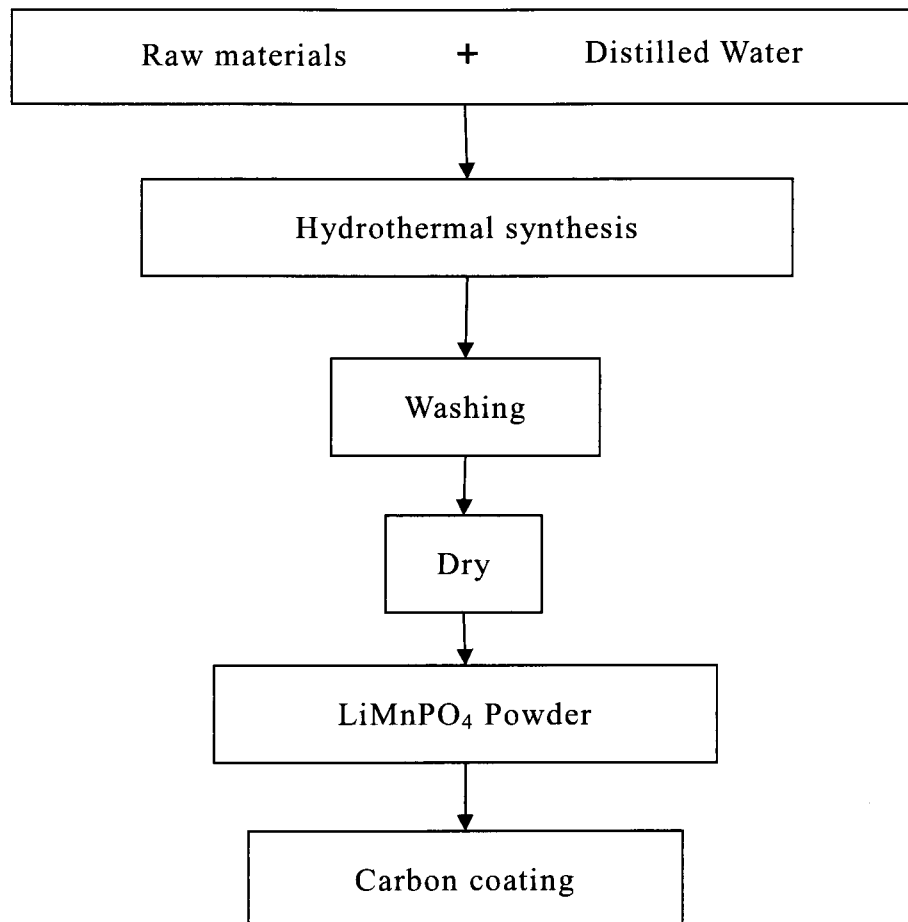 Raw materials + Distilled Water
Hydrothermal synthesis
Washing
Dry
LiMnPO₄ Powder
Carbon coating